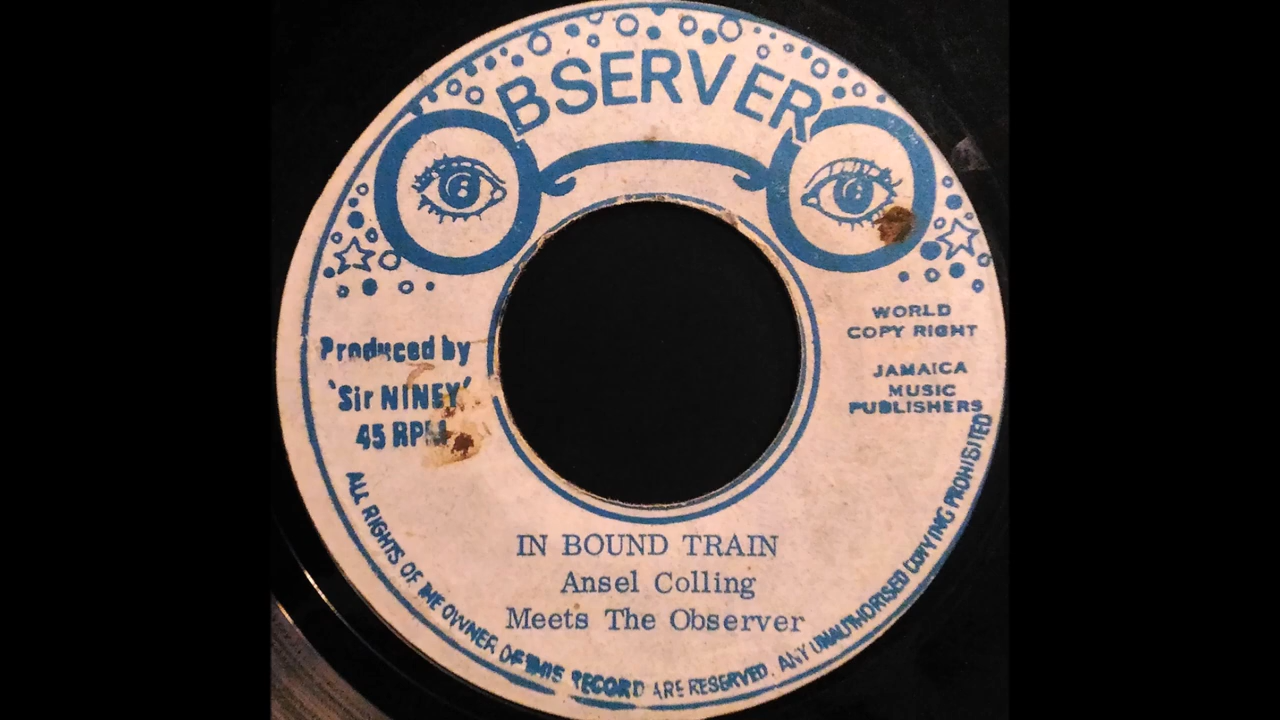 OBSERVER
Produced by
'Sir NINEY'
45 RPM
WORLD
COPY RIGHT
JAMAICA
MUSIC
PUBLISHERS
IN BOUND TRAIN
Ansel Colling
Meets The Observer
ALL RIGHTS OF THE OWNER OF THIS RECORD ARE RESERVED. ANY UNAUTHORISED COPYING PROHIBITED